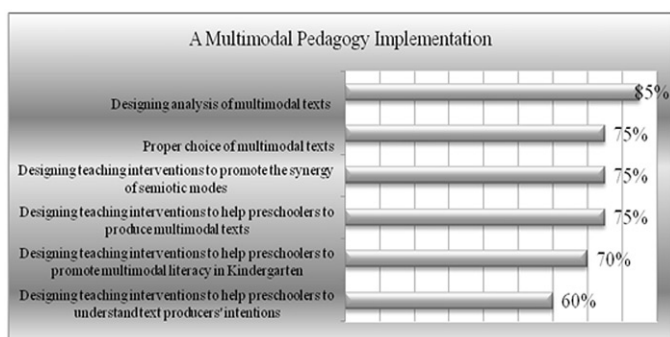 A Multimodal Pedagogy Implementation
Designing analysis of multimodal texts
85%
Proper choice of multimodal texts
75%
Designing teaching interventions to promote the synergy
of semiotic modes
75%
Designing teaching interventions to help preschoolers to
produce multimodal texts
75%
Designing teaching interventions to help preschoolers to
promote multimodal literacy in Kindergarten
70%
Designing teaching interventions to help preschoolers to
understand text producers' intentions
60%